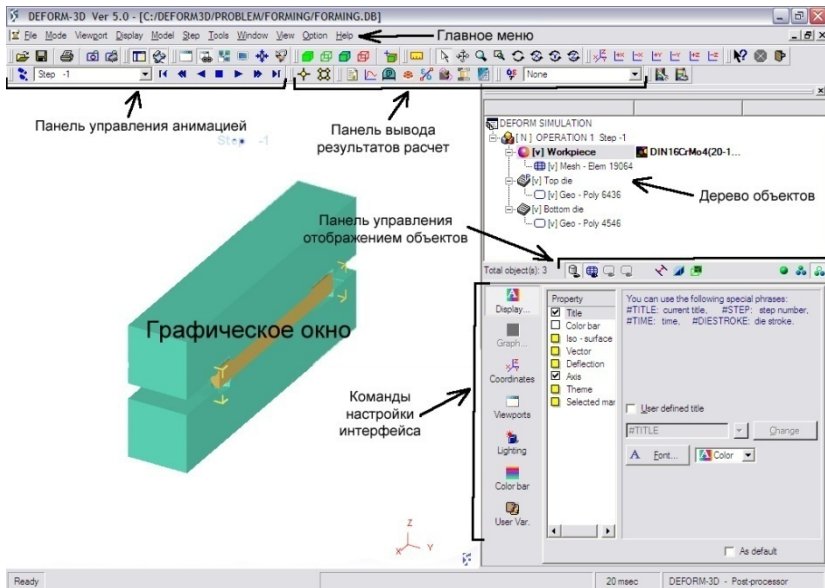 DEFORM-3D Ver 5.0 - [C:/DEFORM3D/PROBLEM/FORMING/FORMING.DB]
File Mode Viewport Display Model Step Tools Window View Option Help
Главное меню
Step -1
None
Панель управления анимацией
Панель вывода
результатов расчет
Step -1
DEFORM SIMULATION
[ N ] OPERATION 1 Step -1
[v] Workpiece DIN16CrMo4(20-1...
[v] Mesh - Elem 19064
[v] Top die
[v] Geo - Poly 6436
[v] Bottom die
[v] Geo - Poly 4546
Дерево объектов
Панель управления
отображением объектов
Total object(s): 3
Графическое окно
Команды
настройки
интерфейса
Display...
Graph...
Coordinates
Viewports
Lighting
Color bar
User Var.
Property
Title
Color bar
Iso - surface
Vector
Deflection
Axis
Theme
Selected mar
You can use the following special phrases:
#TITLE: current title, #STEP: step number,
#TIME: time, #DIESTROKE: die stroke.
User defined title
#TITLE
Change
A Font...
Color
As default
Z
X
Y
Ready
20 msec
DEFORM-3D - Post-processor